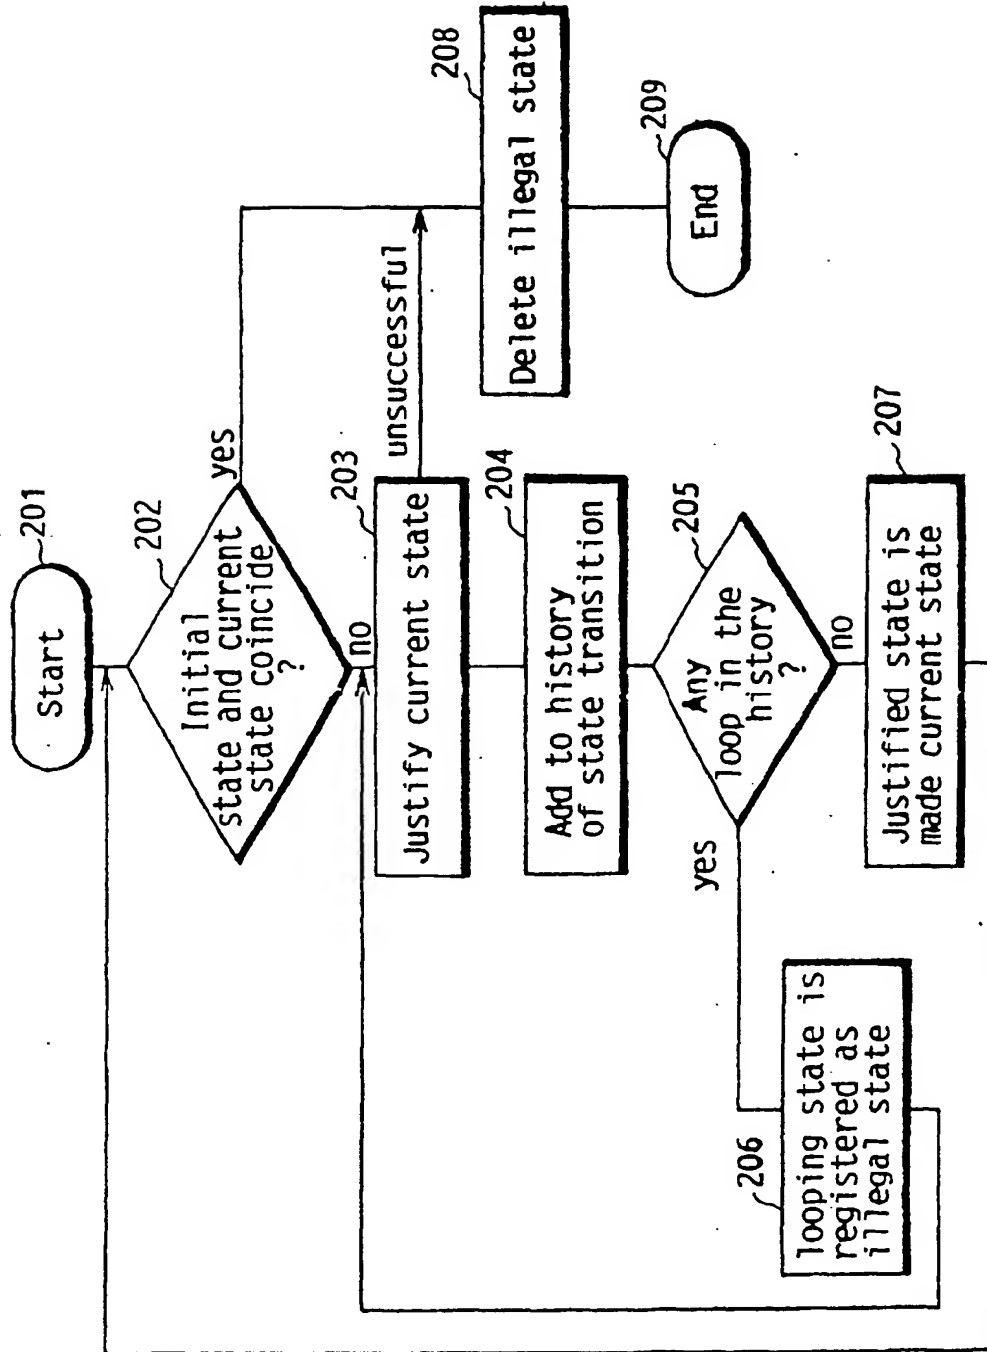 Start
201
Initial
state and current
state coincide
?
202
yes
no
Justify current state
203
unsuccessful
Add to history
of state transition
204
Any
loop in the
history
?
205
yes
no
looping state is
registered as
illegal state
206
Justified state is
made current state
207
Delete illegal state
208
End
209